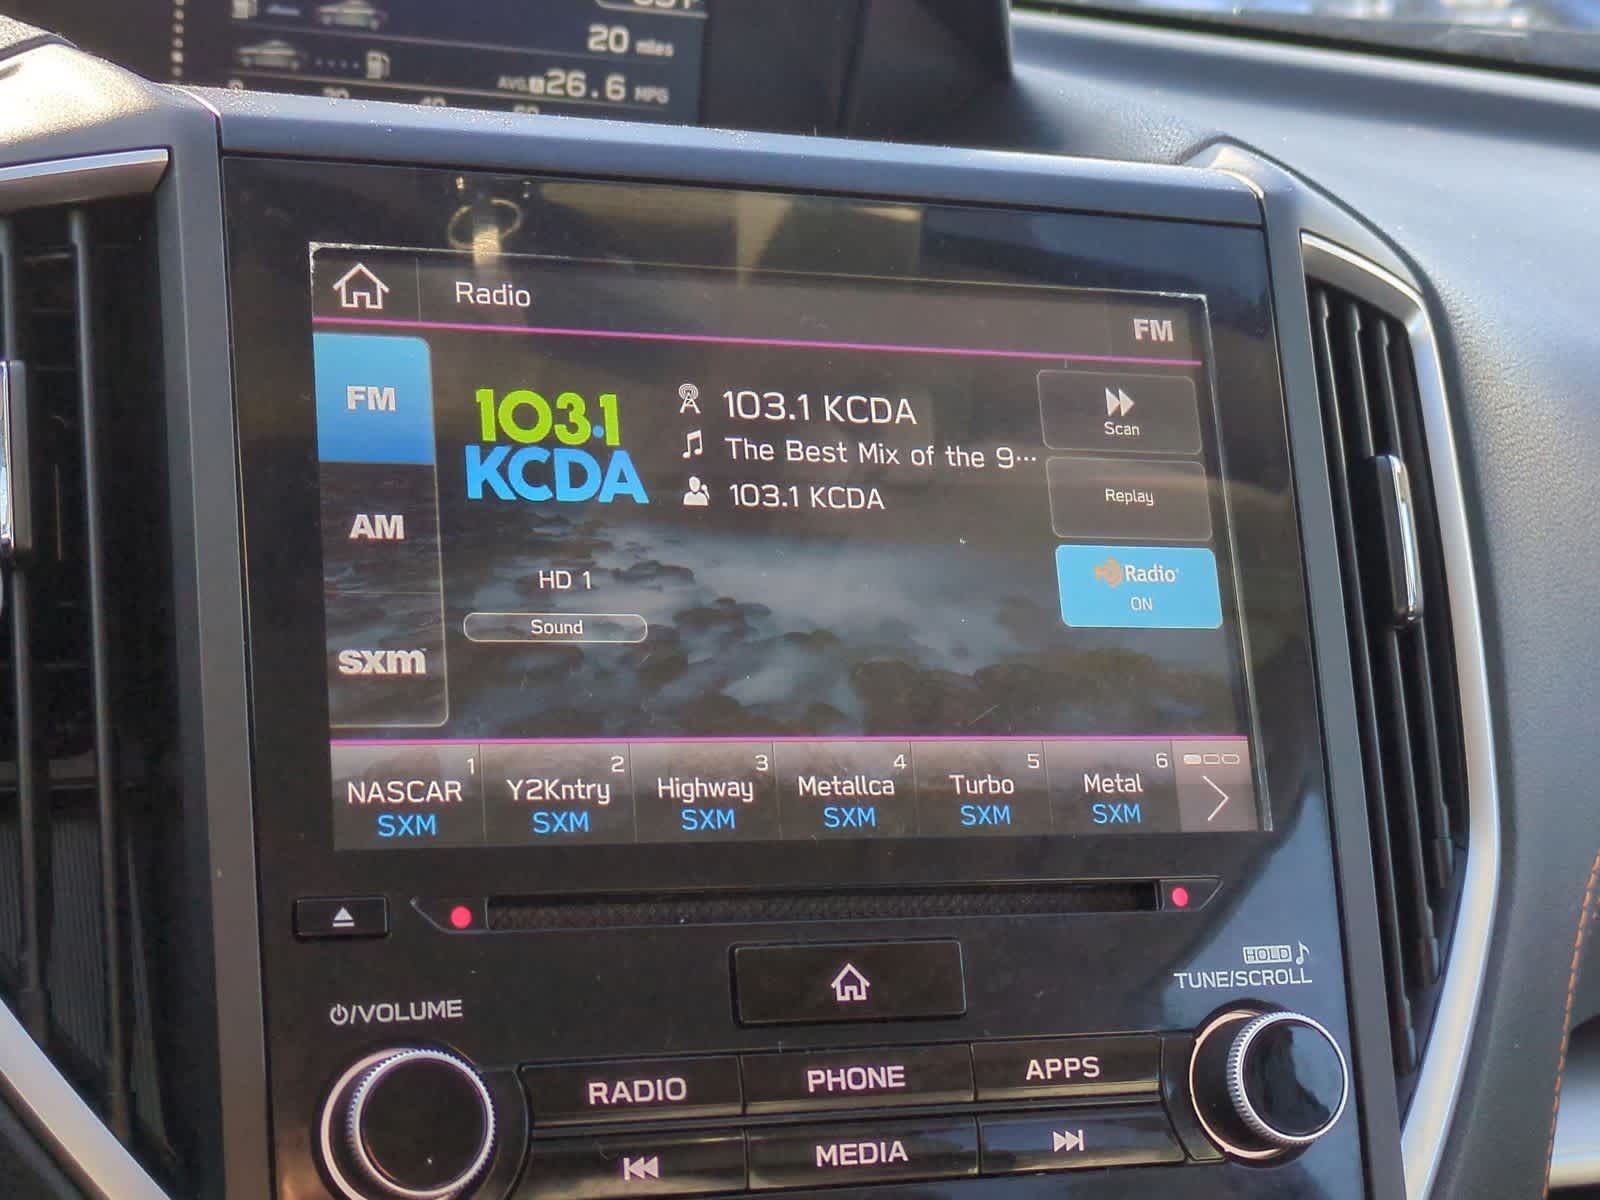 20 miles
AVG. 26.6 MPG
Radio
FM
FM
AM
sxm
103.1
KCDA
103.1 KCDA
The Best Mix of the 9...
103.1 KCDA
HD 1
Sound
Scan
Replay
HD Radio
ON
1 2 3 4 5 6
NASCAR Y2Kntry Highway Metallca Turbo Metal
SXM SXM SXM SXM SXM SXM
HOLD
TUNE/SCROLL
/VOLUME
RADIO PHONE APPS
MEDIA